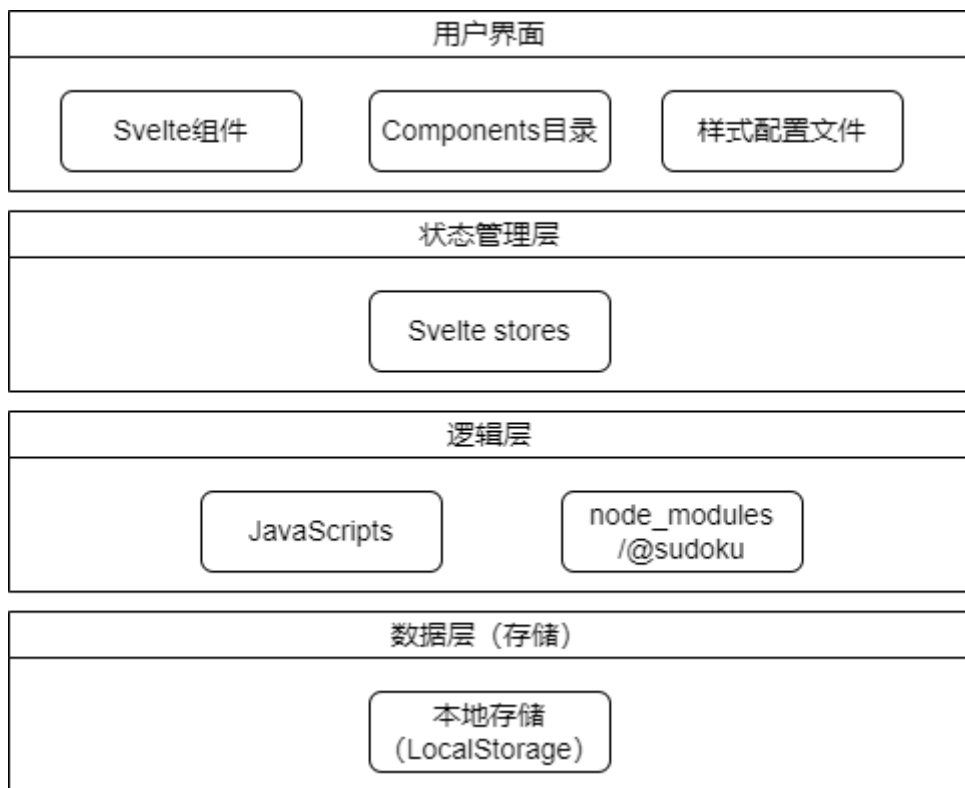 用户界面
Svelte组件
Components目录
样式配置文件
状态管理层
Svelte stores
逻辑层
JavaScripts
node_modules
/@sudoku
数据层（存储）
本地存储
（LocalStorage）